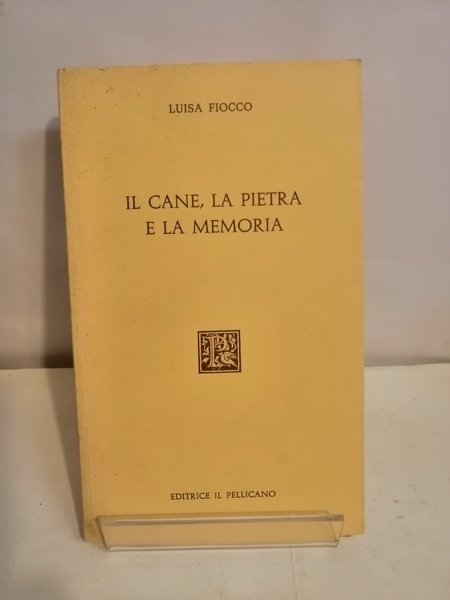 LUISA FIOCCO
IL CANE, LA PIETRA
E LA MEMORIA
P
EDITRICE IL PELLICANO